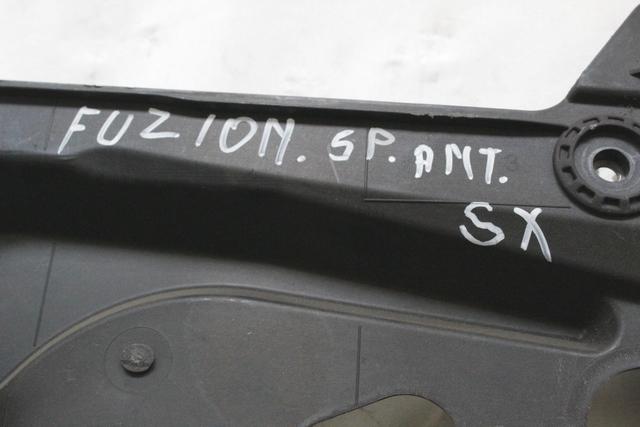 FUZION. SP. ANT.
SX